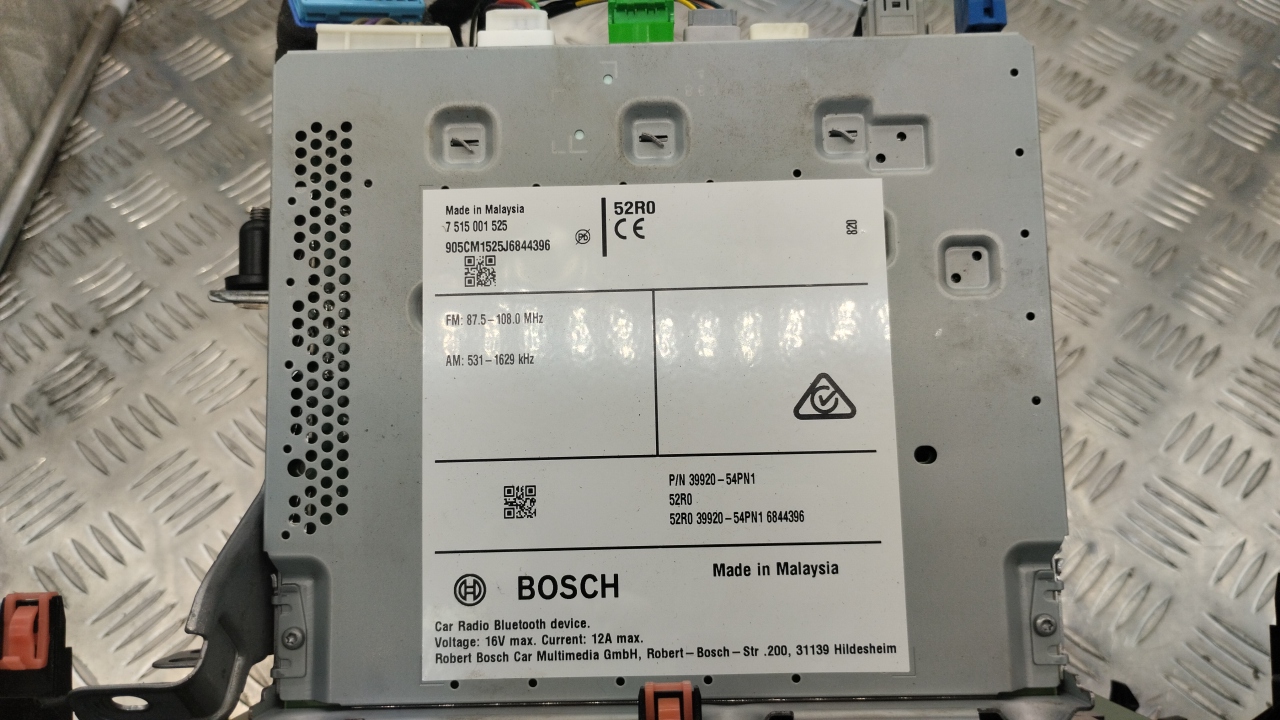 Made in Malaysia
7 515 001 525
905CM1525J6844396
52R0
CE
820
FM: 87.5-108.0 MHz
AM: 531-1629 kHz
P/N 39920-54PN1
52R0
52R0 39920-54PN1 6844396
BOSCH
Made in Malaysia
Car Radio Bluetooth device.
Voltage: 16V max. Current: 12A max.
Robert Bosch Car Multimedia GmbH, Robert-Bosch-Str .200, 31139 Hildesheim